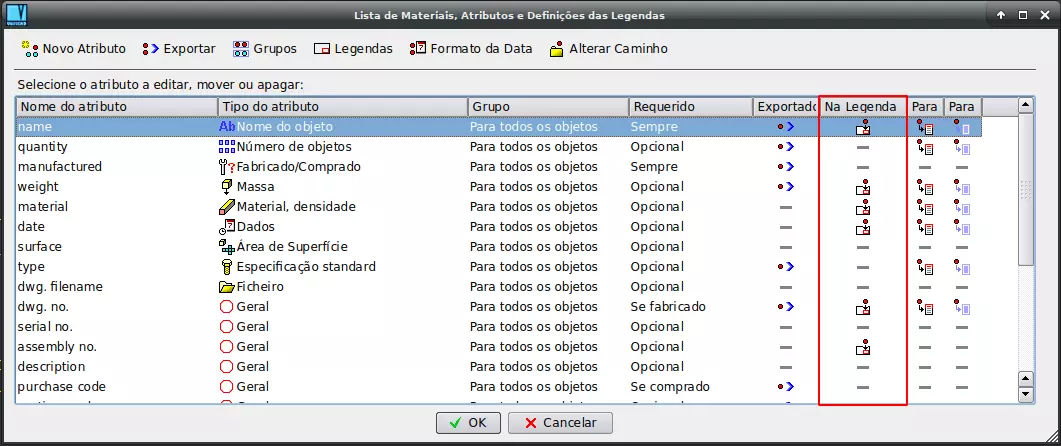 Lista de Materiais, Atributos e Definições das Legendas
Novo Atributo Exportar Grupos Legendas Formato da Data Alterar Caminho
Selecione o atributo a editar, mover ou apagar:
Nome do atributo Tipo do atributo Grupo Requerido Exportado Na Legenda Para Para
name Ab Nome do objeto Para todos os objetos Sempre
quantity Número de objetos Para todos os objetos Opcional
manufactured Fabricado/Comprado Para todos os objetos Sempre
weight Massa Para todos os objetos Opcional
material Material, densidade Para todos os objetos Opcional
date Dados Para todos os objetos Opcional
surface Área de Superfície Para todos os objetos Opcional
type Especificação standard Para todos os objetos Opcional
dwg. filename Ficheiro Para todos os objetos Opcional
dwg. no. Geral Para todos os objetos Se fabricado
serial no. Geral Para todos os objetos Opcional
assembly no. Geral Para todos os objetos Opcional
description Geral Para todos os objetos Opcional
purchase code Geral Para todos os objetos Se comprado
OK Cancelar